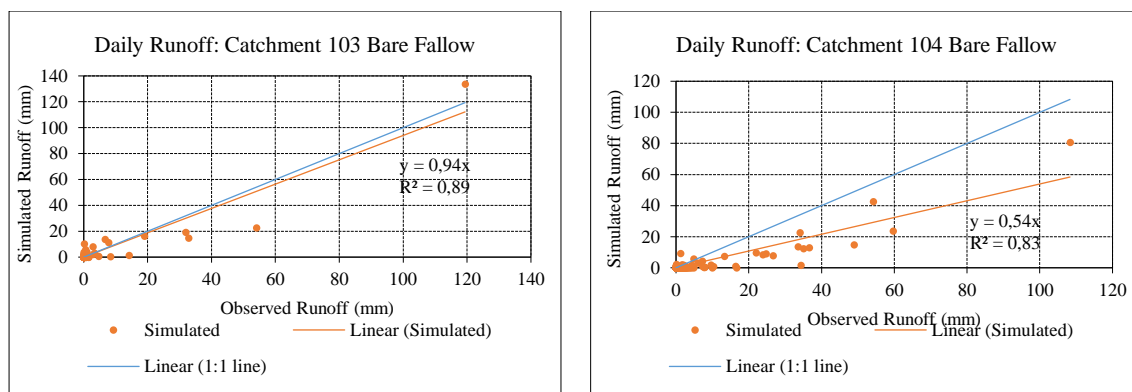 Daily Runoff: Catchment 103 Bare Fallow
Simulated Runoff (mm)
140
120
100
80
60
40
20
0
y = 0,94x
R² = 0,89
0 20 40 60 80 100 120 140
Observed Runoff (mm)
Simulated Linear (Simulated)
Linear (1:1 line)
Daily Runoff: Catchment 104 Bare Fallow
Simulated Runoff (mm)
120
100
80
60
40
20
0
y = 0,54x
R² = 0,83
0 20 40 60 80 100 120
Observed Runoff (mm)
Simulated Linear (Simulated)
Linear (1:1 line)